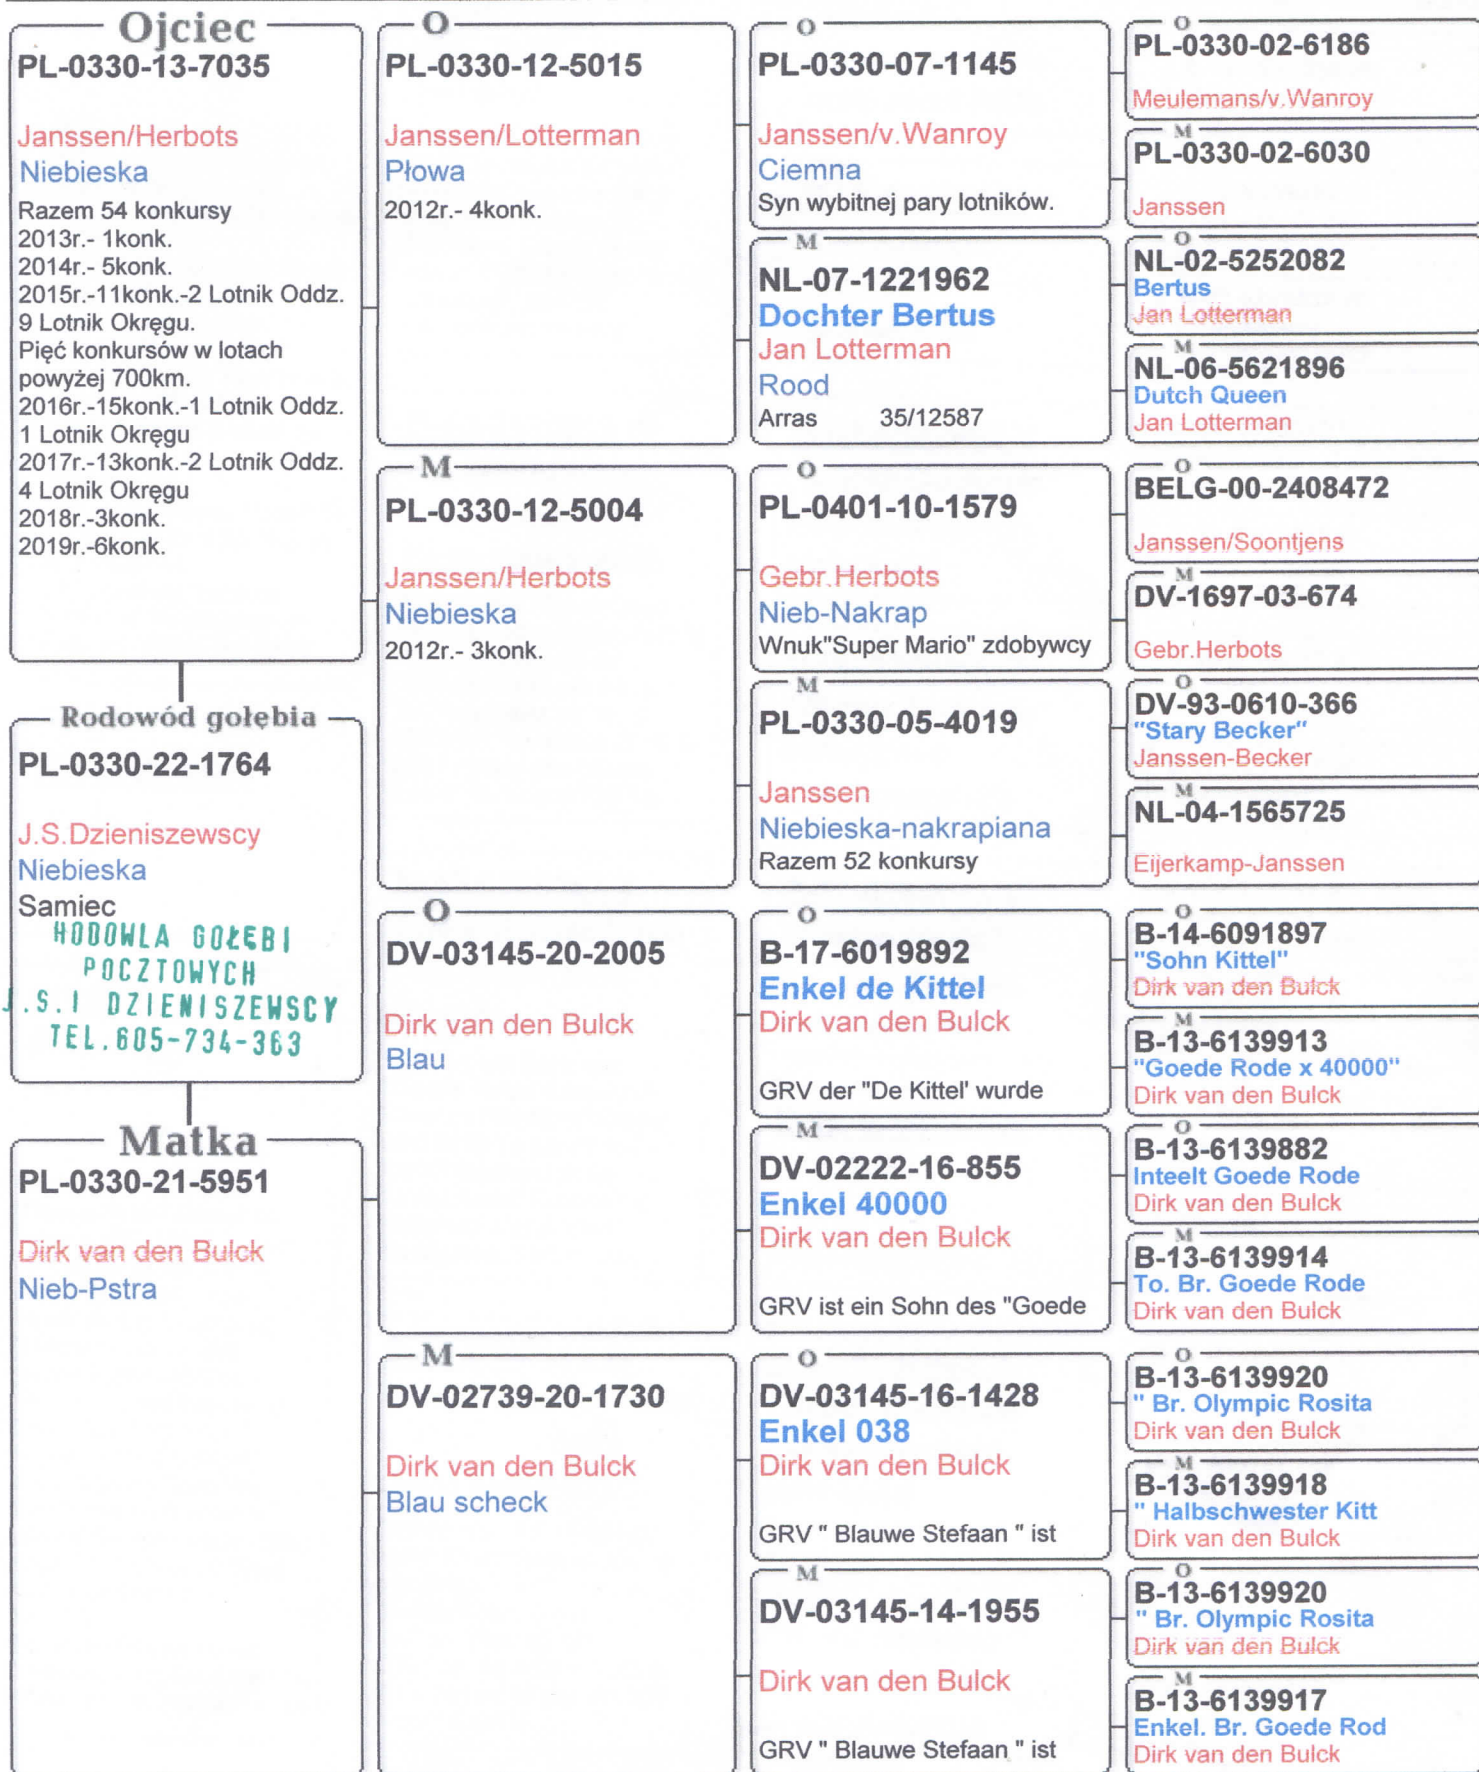 Ojciec
PL-0330-13-7035
Janssen/Herbots
Niebieska
Razem 54 konkursy
2013r.- 1konk.
2014r.- 5konk.
2015r.-11konk.-2 Lotnik Oddz.
9 Lotnik Okręgu.
Pięć konkursów w lotach
powyżej 700km.
2016r.-15konk.-1 Lotnik Oddz.
1 Lotnik Okręgu
2017r.-13konk.-2 Lotnik Oddz.
4 Lotnik Okręgu
2018r.-3konk.
2019r.-6konk.
Rodowód gołębia
PL-0330-22-1764
J.S.Dzieniszewscy
Niebieska
Samiec
HODOWLA GOŁĘBI
POCZTOWYCH
J.S.I DZIENISZEWSCY
TEL.605-734-363
Matka
PL-0330-21-5951
Dirk van den Bulck
Nieb-Pstra
O
PL-0330-12-5015
Janssen/Lotterman
Płowa
2012r.- 4konk.
M
PL-0330-12-5004
Janssen/Herbots
Niebieska
2012r.- 3konk.
O
DV-03145-20-2005
Dirk van den Bulck
Blau
M
DV-02739-20-1730
Dirk van den Bulck
Blau scheck
O
PL-0330-07-1145
Janssen/v.Wanroy
Ciemna
Syn wybitnej pary lotników.
M
NL-07-1221962
Dochter Bertus
Jan Lotterman
Rood
Arras 35/12587
O
PL-0401-10-1579
Gebr.Herbots
Nieb-Nakrap
Wnuk"Super Mario" zdobywcy
M
PL-0330-05-4019
Janssen
Niebieska-nakrapiana
Razem 52 konkursy
O
B-17-6019892
Enkel de Kittel
Dirk van den Bulck
GRV der "De Kittel' wurde
M
DV-02222-16-855
Enkel 40000
Dirk van den Bulck
GRV ist ein Sohn des "Goede
O
DV-03145-16-1428
Enkel 038
Dirk van den Bulck
GRV " Blauwe Stefaan " ist
M
DV-03145-14-1955
Dirk van den Bulck
GRV " Blauwe Stefaan " ist
O
PL-0330-02-6186
Meulemans/v.Wanroy
M
PL-0330-02-6030
Janssen
O
NL-02-5252082
Bertus
Jan Lotterman
M
NL-06-5621896
Dutch Queen
Jan Lotterman
O
BELG-00-2408472
Janssen/Soontjens
M
DV-1697-03-674
Gebr.Herbots
O
DV-93-0610-366
"Stary Becker"
Janssen-Becker
M
NL-04-1565725
Eijerkamp-Janssen
O
B-14-6091897
"Sohn Kittel"
Dirk van den Bulck
M
B-13-6139913
"Goede Rode x 40000"
Dirk van den Bulck
O
B-13-6139882
Inteelt Goede Rode
Dirk van den Bulck
M
B-13-6139914
To. Br. Goede Rode
Dirk van den Bulck
O
B-13-6139920
" Br. Olympic Rosita
Dirk van den Bulck
M
B-13-6139918
" Halbschwester Kitt
Dirk van den Bulck
O
B-13-6139920
" Br. Olympic Rosita
Dirk van den Bulck
M
B-13-6139917
Enkel. Br. Goede Rod
Dirk van den Bulck